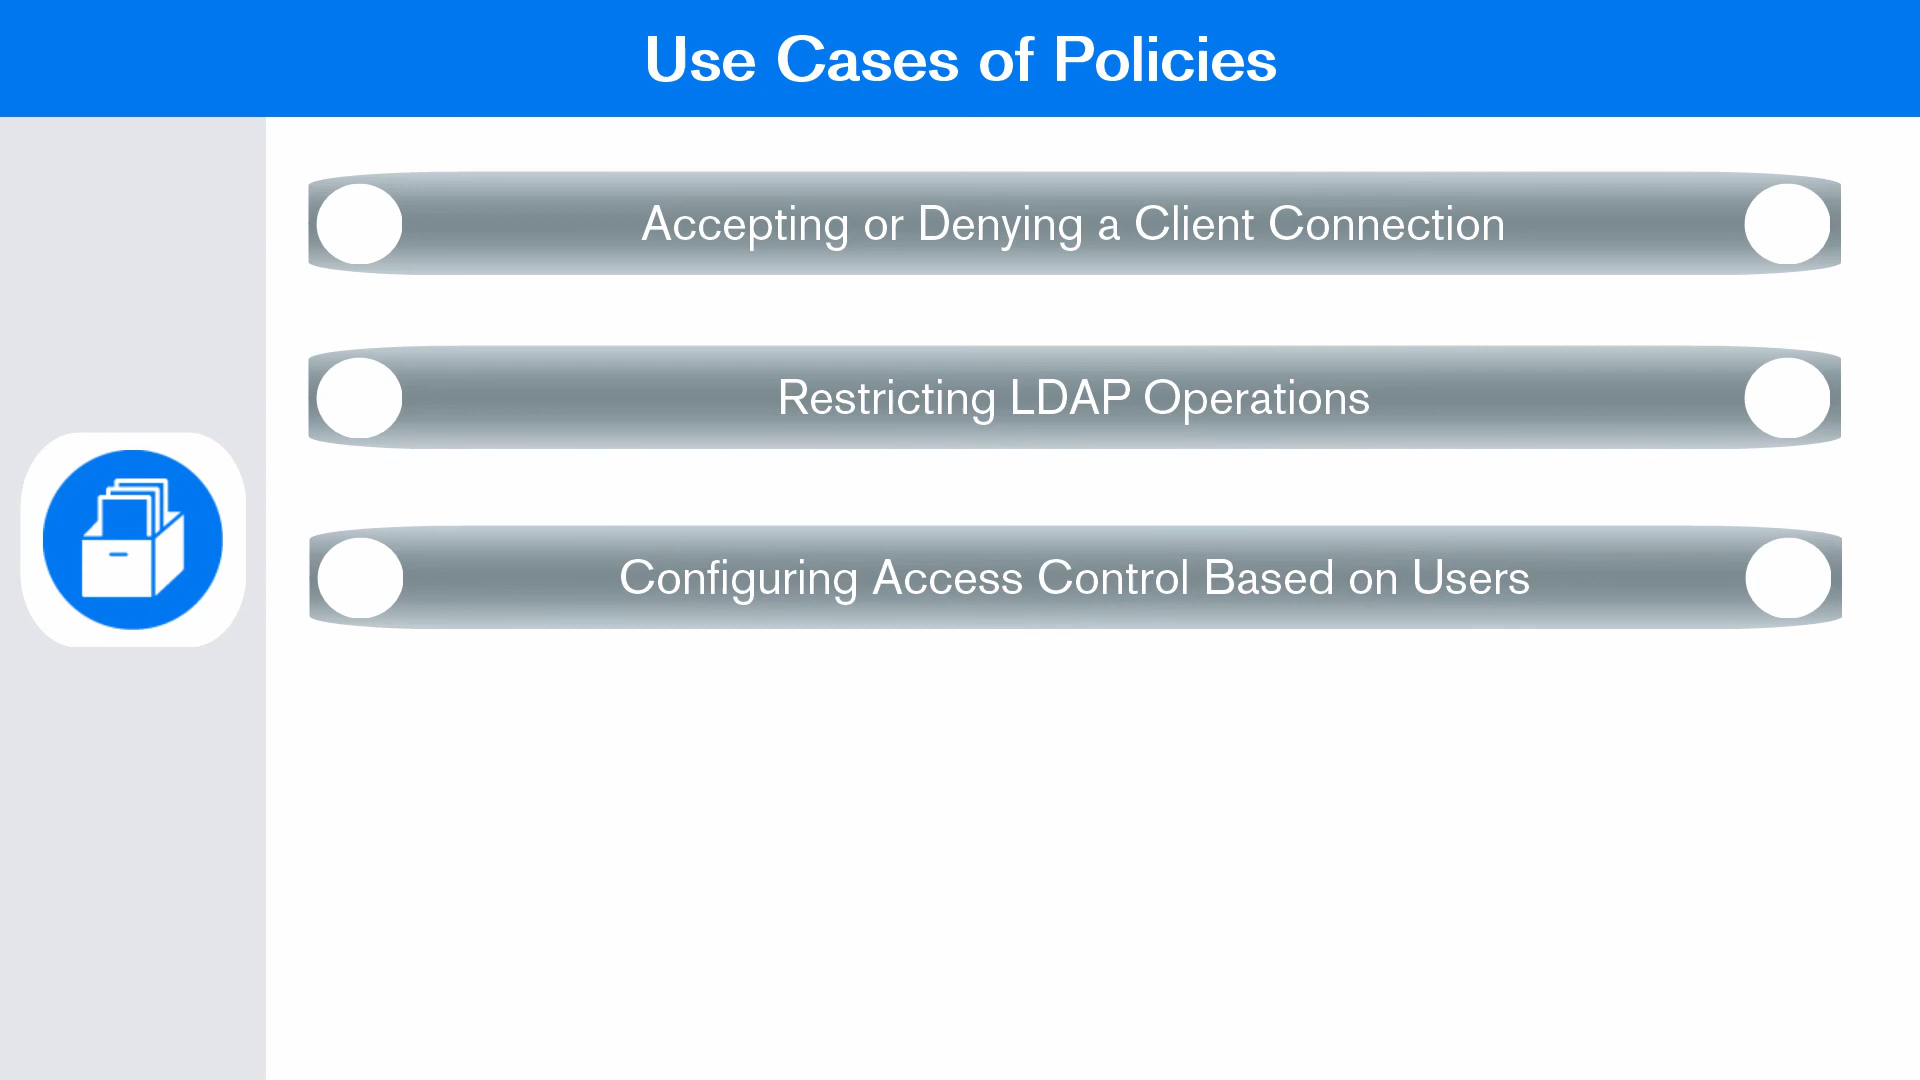 Use Cases of Policies
Accepting or Denying a Client Connection
Restricting LDAP Operations
Configuring Access Control Based on Users